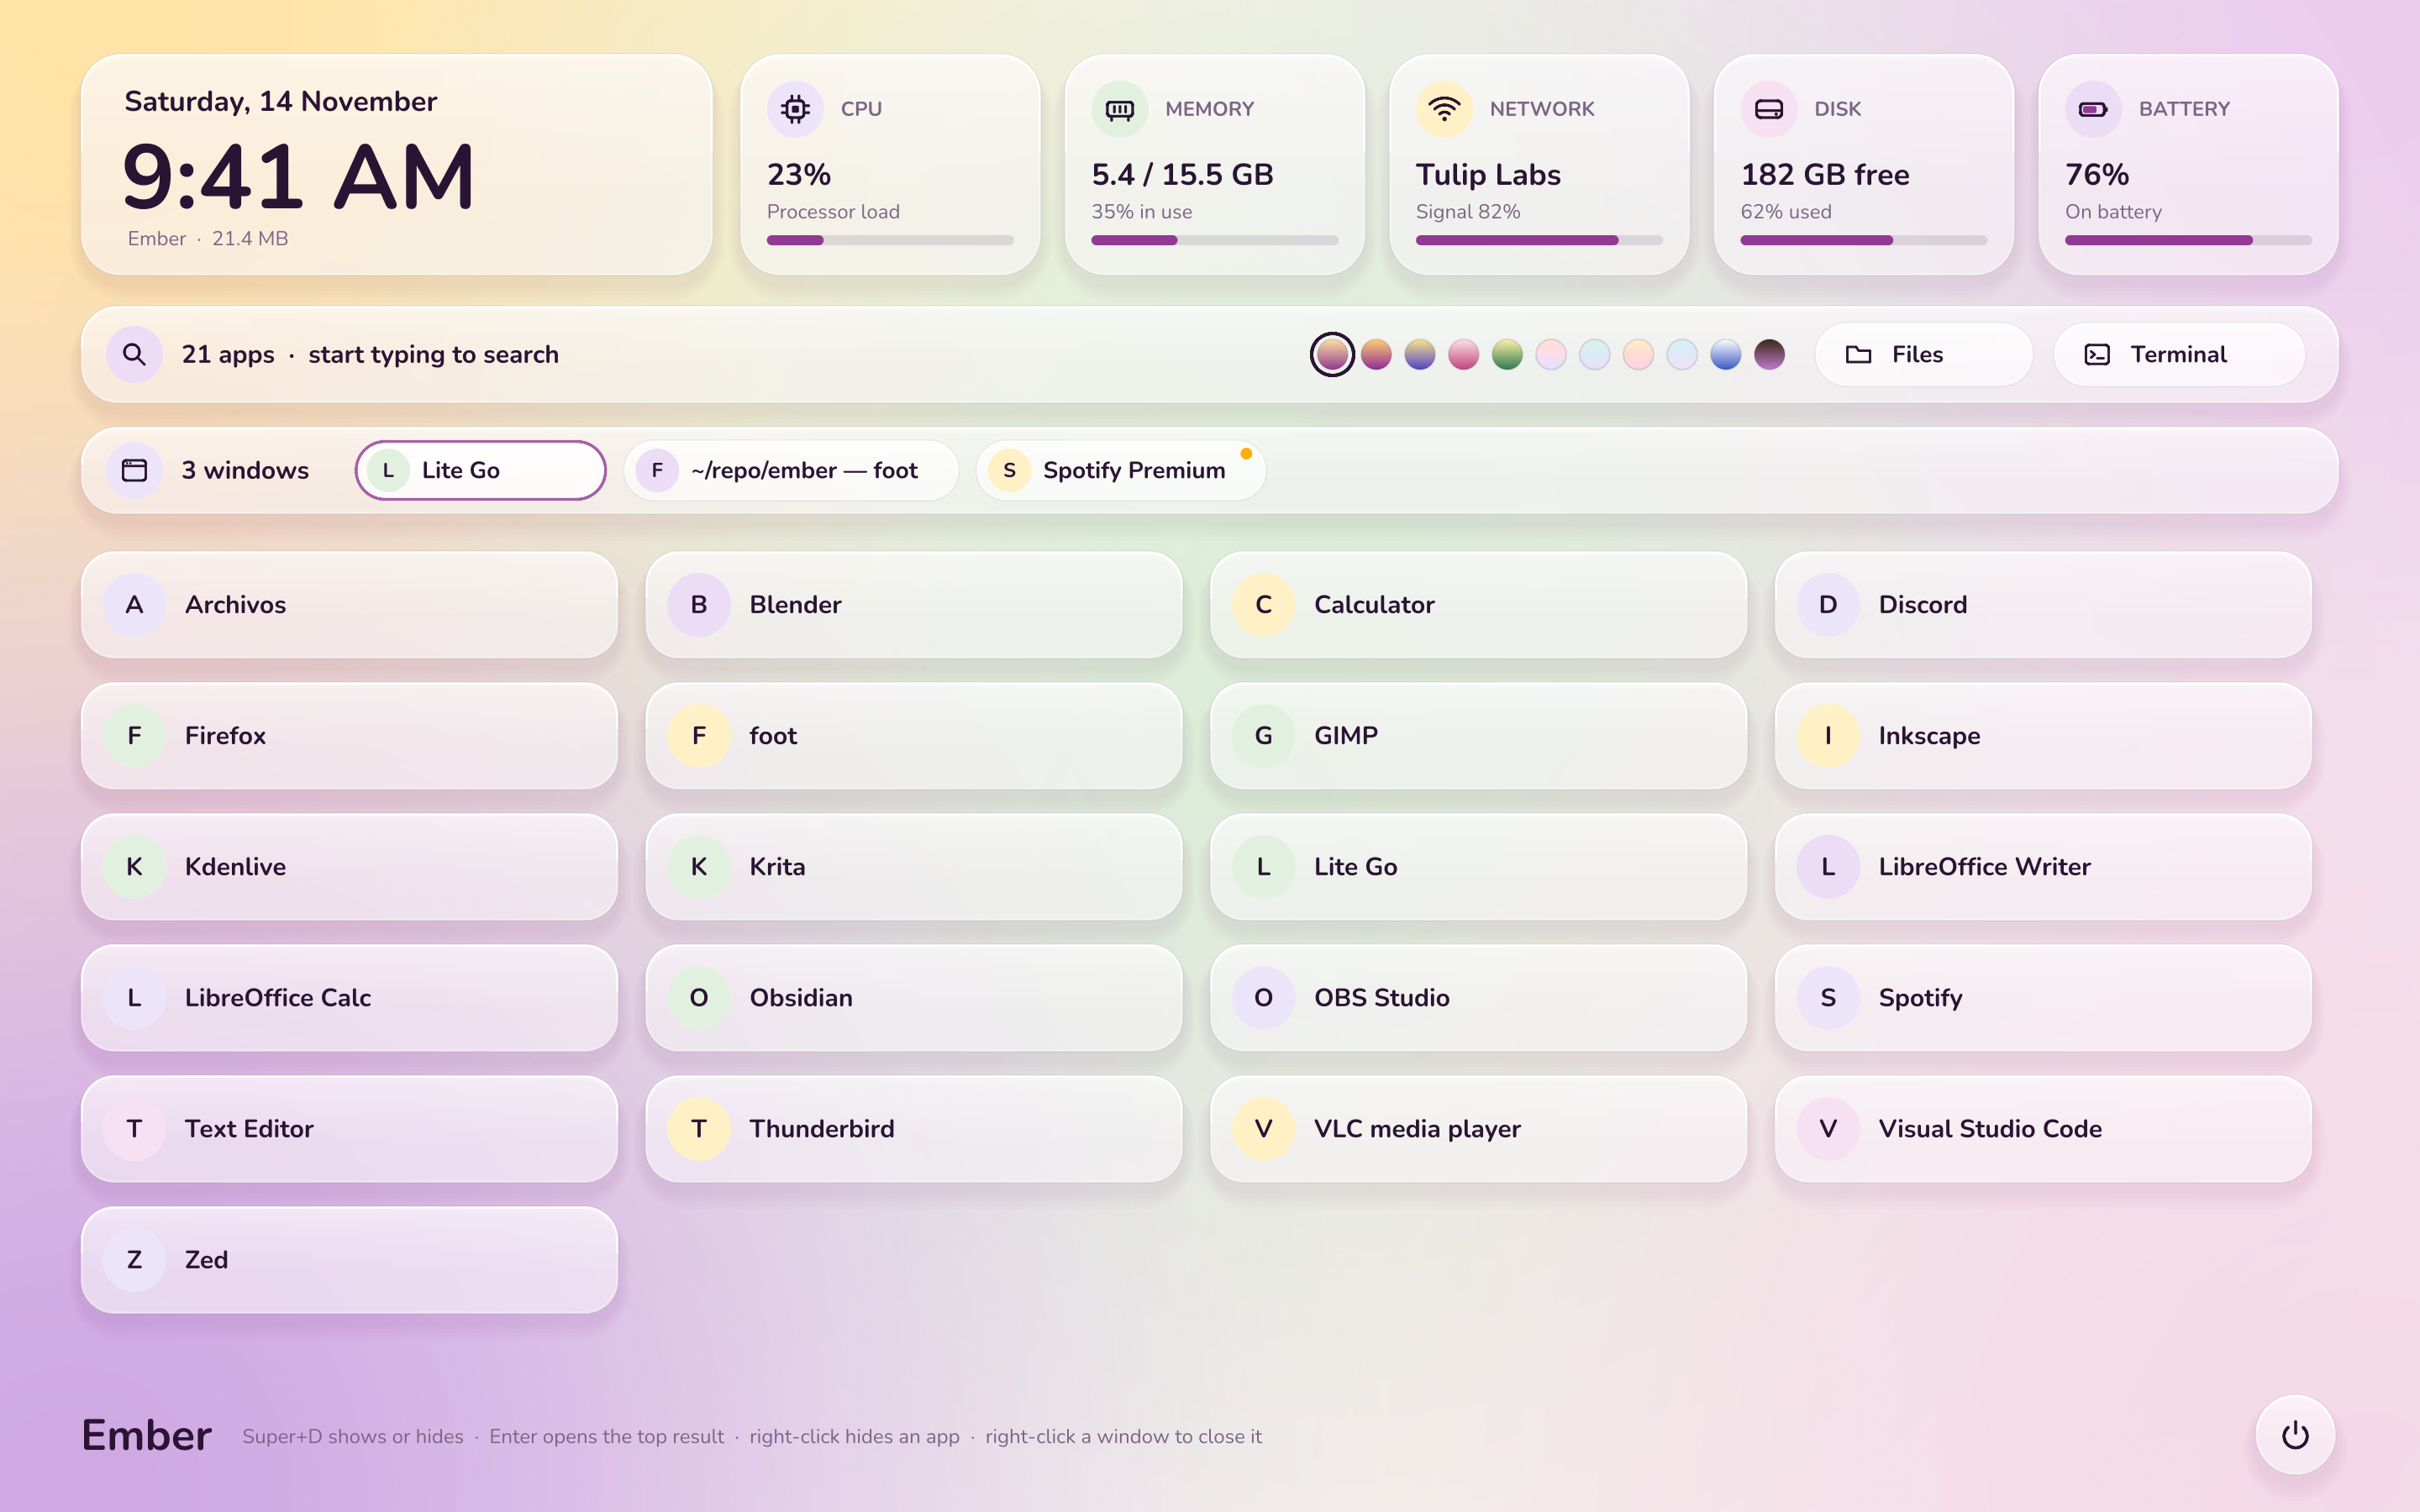 Saturday, 14 November
9:41 AM
Ember · 21.4 MB
CPU
23%
Processor load
MEMORY
5.4 / 15.5 GB
35% in use
NETWORK
Tulip Labs
Signal 82%
DISK
182 GB free
62% used
BATTERY
76%
On battery
21 apps · start typing to search
Files
Terminal
3 windows
L Lite Go
F ~/repo/ember — foot
S Spotify Premium
A Archivos
B Blender
C Calculator
D Discord
F Firefox
F foot
G GIMP
I Inkscape
K Kdenlive
K Krita
L Lite Go
L LibreOffice Writer
L LibreOffice Calc
O Obsidian
O OBS Studio
S Spotify
T Text Editor
T Thunderbird
V VLC media player
V Visual Studio Code
Z Zed
Ember
Super+D shows or hides · Enter opens the top result · right-click hides an app · right-click a window to close it